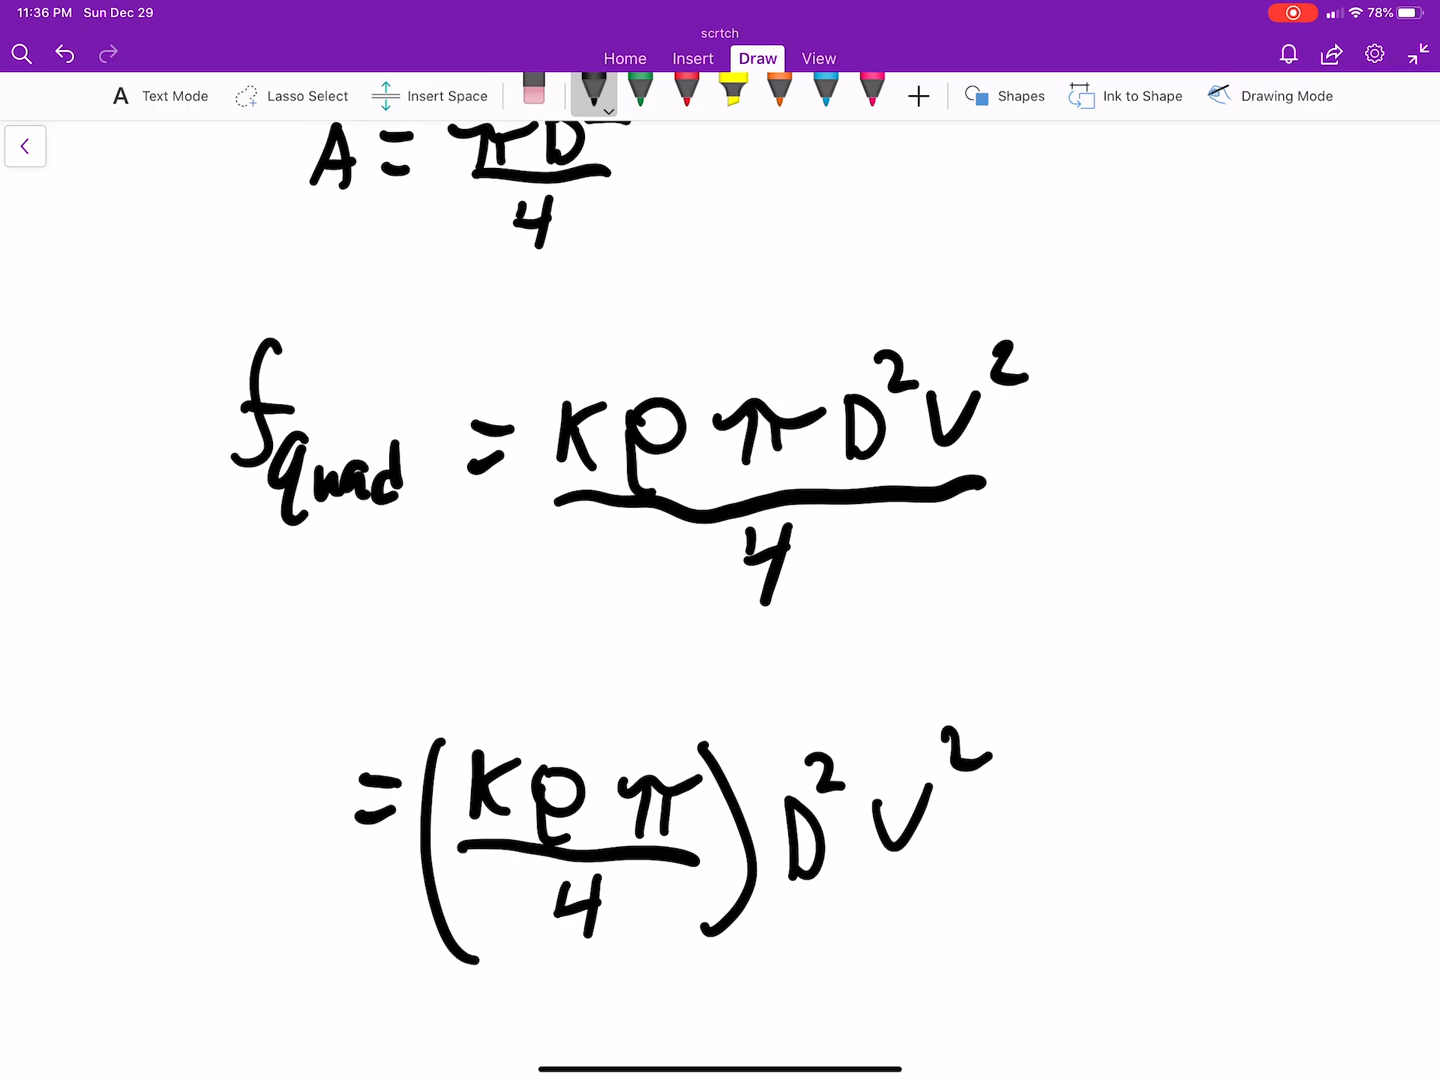 11:36 PM Sun Dec 29 78%
scrtch
Home Insert Draw View
A Text Mode Lasso Select Insert Space Shapes Ink to Shape Drawing Mode
A = πD²/4
f_quad = KρπD²V²/4
= (Kρπ/4) D²V²